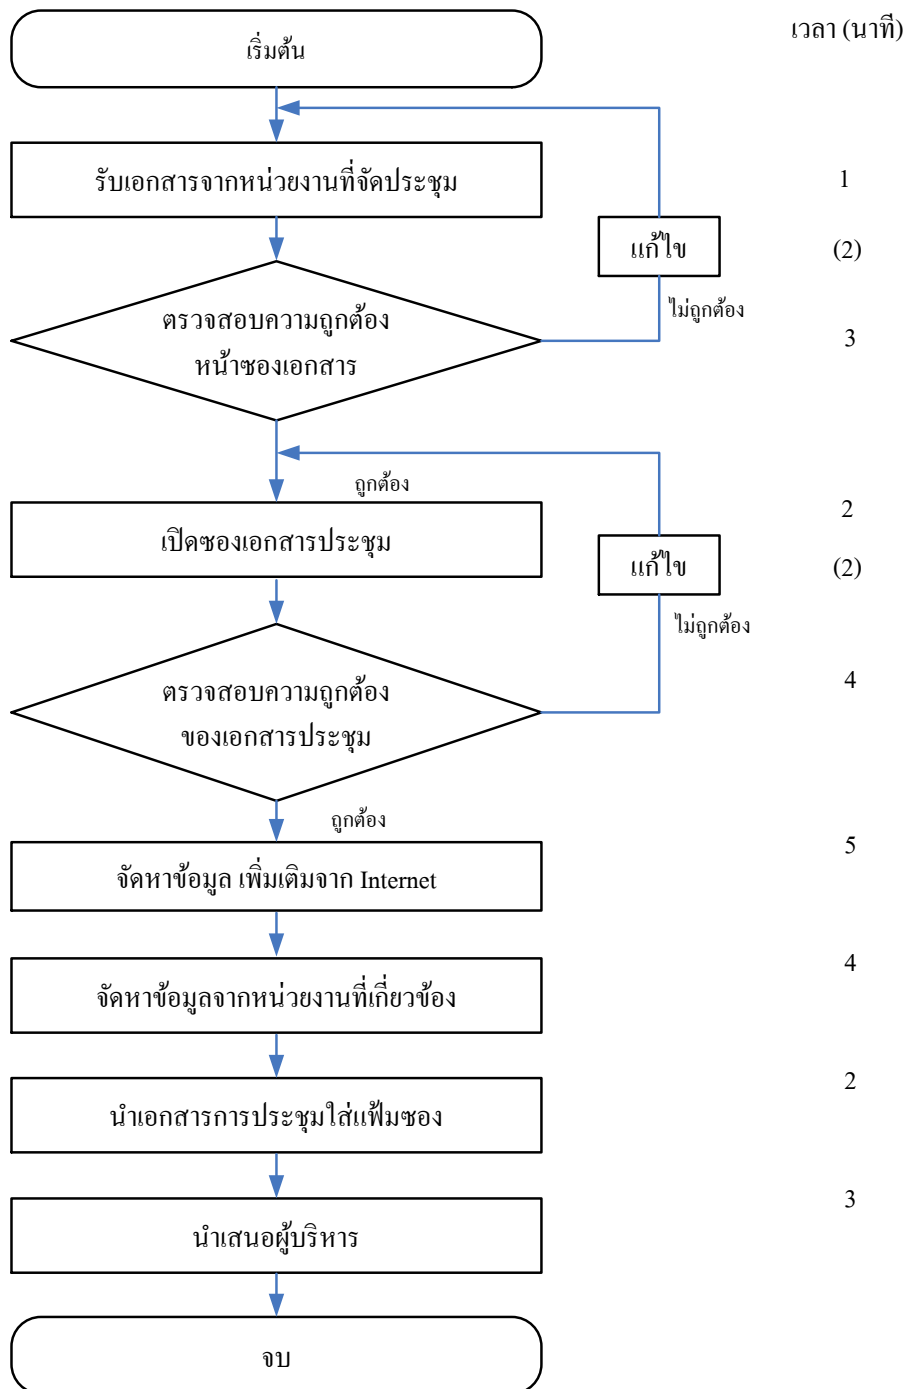 เริ่มต้น
เวลา (นาที)
รับเอกสารจากหน่วยงานที่จัดประชุม
1
แก้ไข
(2)
ไม่ถูกต้อง
ตรวจสอบความถูกต้อง
หน้าซองเอกสาร
3
ถูกต้อง
เปิดซองเอกสารประชุม
2
แก้ไข
(2)
ไม่ถูกต้อง
ตรวจสอบความถูกต้อง
ของเอกสารประชุม
4
ถูกต้อง
จัดหาข้อมูล เพิ่มเติมจาก Internet
5
จัดหาข้อมูลจากหน่วยงานที่เกี่ยวข้อง
4
นำเอกสารการประชุมใส่แฟ้มซอง
2
นำเสนอผู้บริหาร
3
จบ